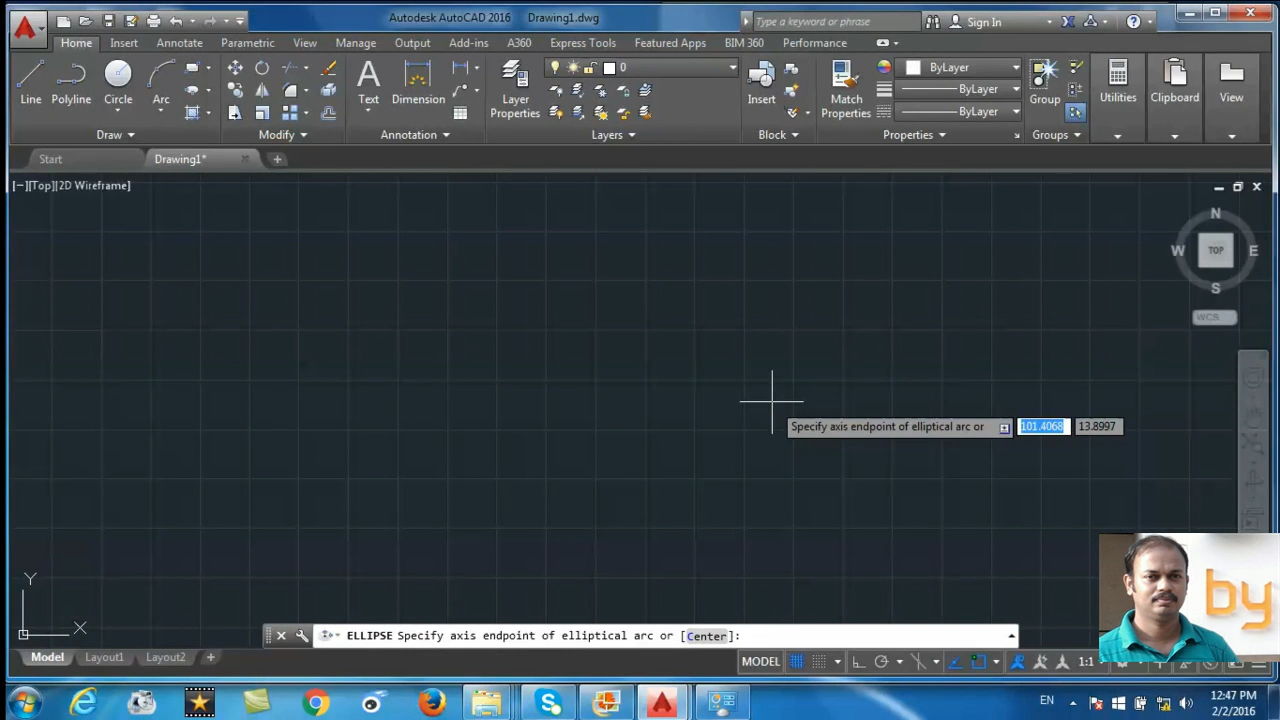 Autodesk AutoCAD 2016 Drawing1.dwg
Type a keyword or phrase
Sign In
Home Insert Annotate Parametric View Manage Output Add-ins A360 Express Tools Featured Apps BIM 360 Performance
Line Polyline Circle Arc
Text Dimension
Layer Properties
0
Insert
Match Properties
ByLayer
ByLayer
ByLayer
Group
Utilities Clipboard View
Draw Modify Annotation Layers Block Properties Groups
Start Drawing1*
[−][Top][2D Wireframe]
N
W TOP E
S
WCS
Specify axis endpoint of elliptical arc or 101.4068 13.8997
by
Y
X
ELLIPSE Specify axis endpoint of elliptical arc or [Center]:
Model Layout1 Layout2 +
MODEL 1:1
EN
12:47 PM
2/2/2016